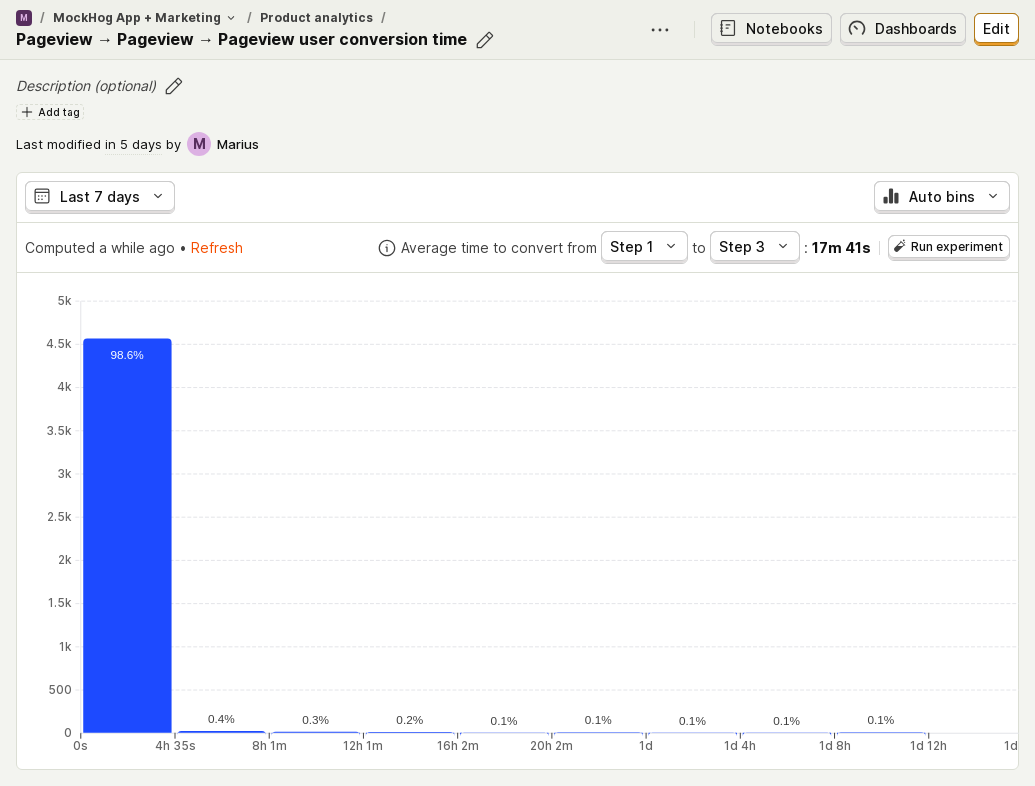 M / MockHog App + Marketing / Product analytics /
Pageview → Pageview → Pageview user conversion time
Notebooks
Dashboards
Edit
Description (optional)
+ Add tag
Last modified in 5 days by M Marius
Last 7 days
Auto bins
Computed a while ago • Refresh
Average time to convert from Step 1 to Step 3 : 17m 41s
Run experiment
5k
4.5k
4k
3.5k
3k
2.5k
2k
1.5k
1k
500
0
98.6%
0.4%
0.3%
0.2%
0.1%
0.1%
0.1%
0.1%
0.1%
0s
4h 35s
8h 1m
12h 1m
16h 2m
20h 2m
1d
1d 4h
1d 8h
1d 12h
1d